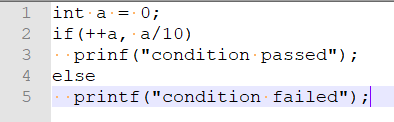 1 int a = 0;
2 if(++a, a/10)
3   prinf("condition passed");
4 else
5   printf("condition failed");